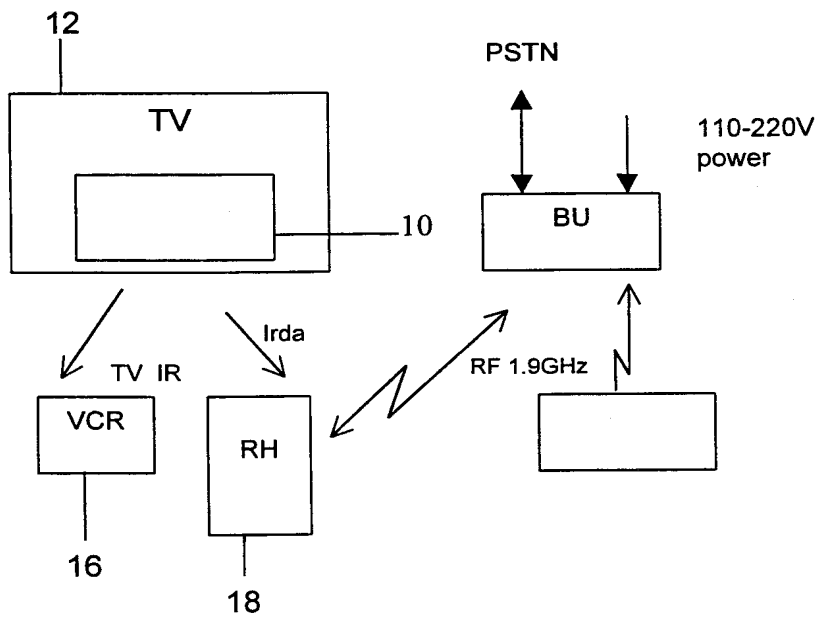 12
TV
PSTN
110-220V
power
BU
10
Irda
TV IR
RF 1.9GHz
VCR
RH
16
18